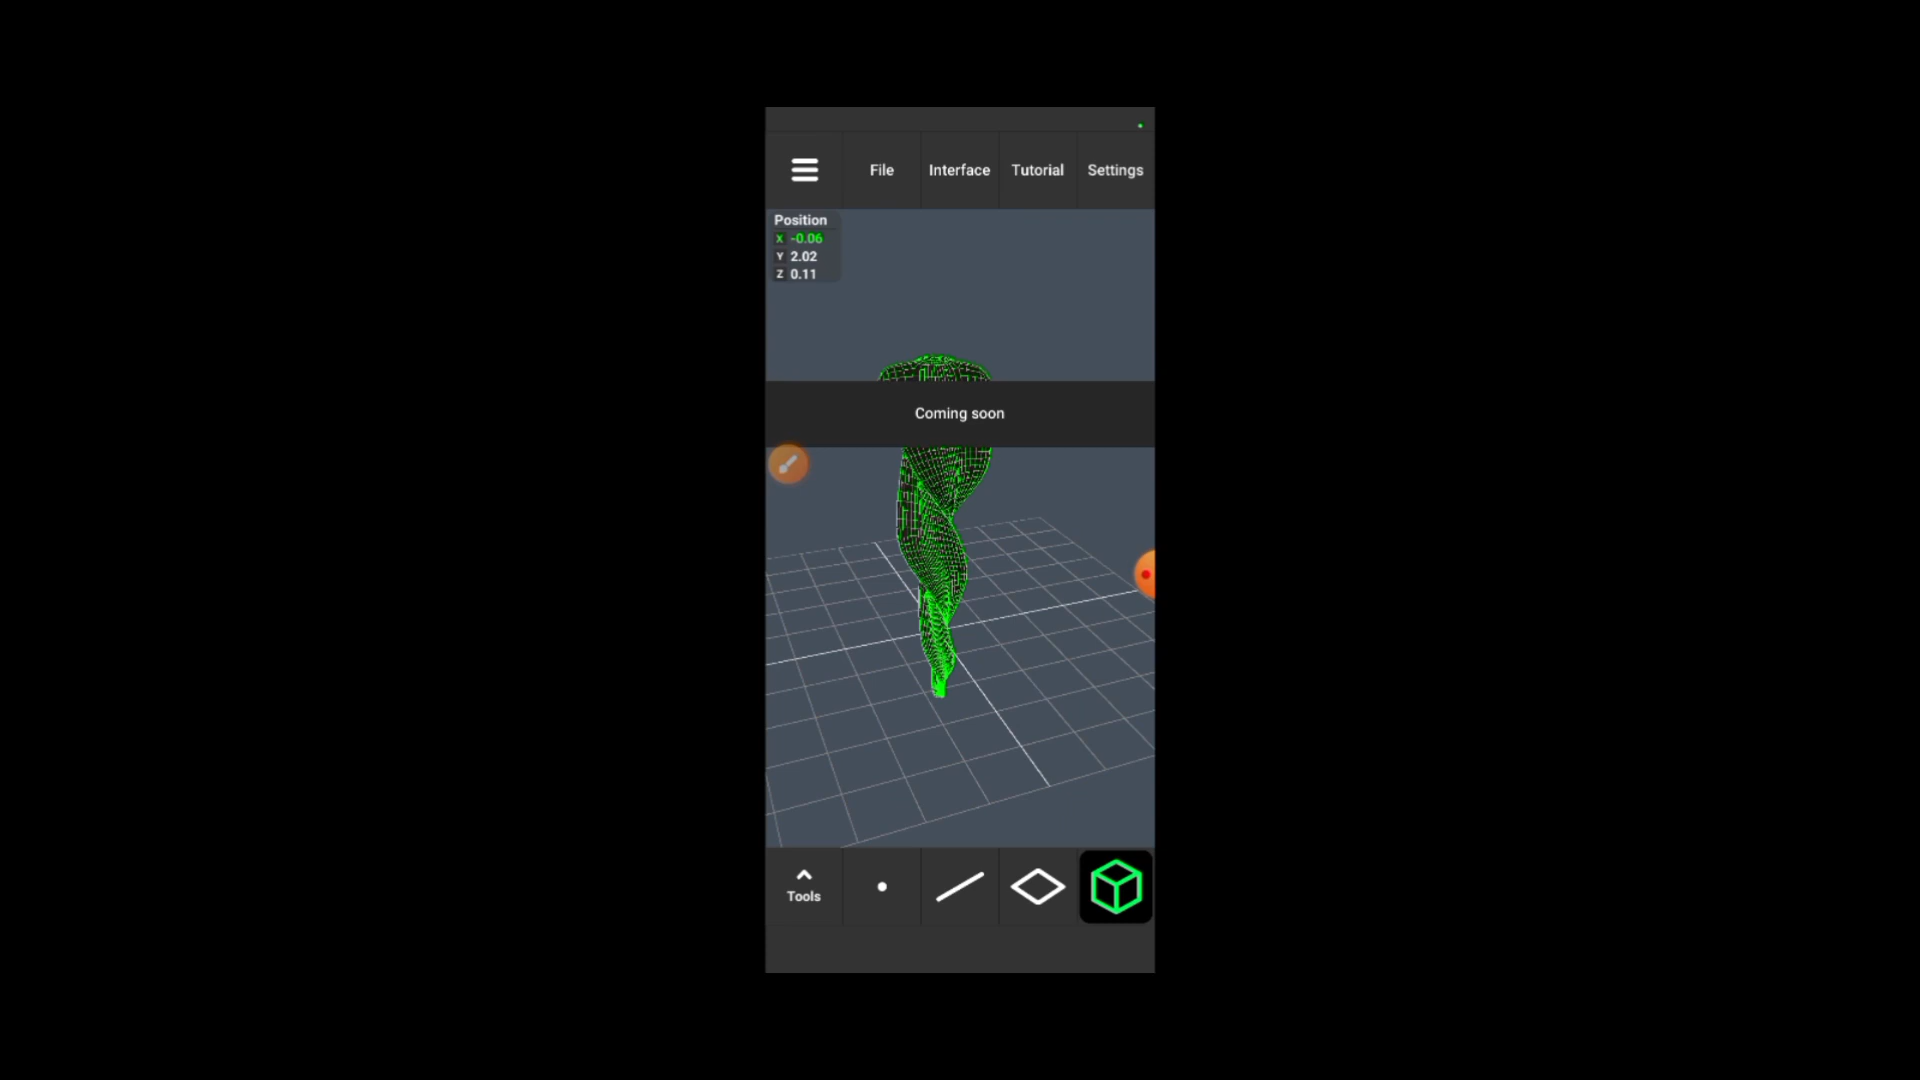 File Interface Tutorial Settings
Position
X -0.06
Y 2.02
Z 0.11
Coming soon
Tools